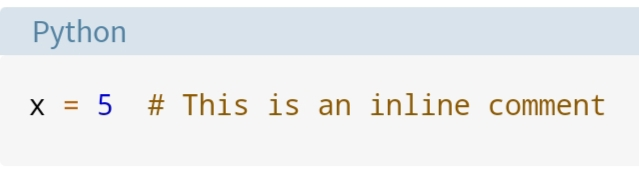 Python
x = 5  # This is an inline comment